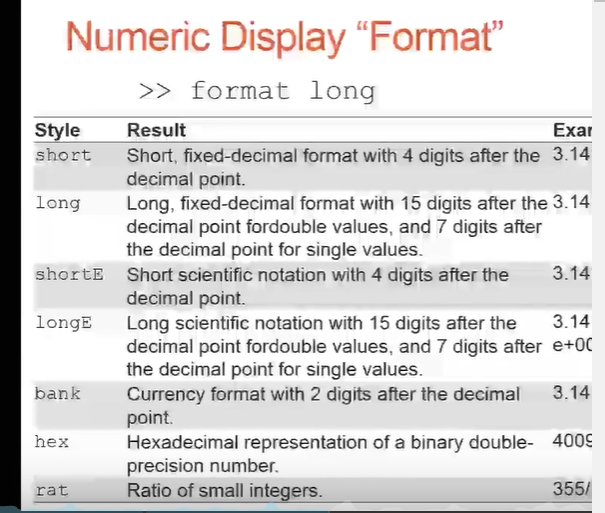 Numeric Display “Format”
>> format long
Style Result
short Short, fixed-decimal format with 4 digits after the 3.14
decimal point.
long Long, fixed-decimal format with 15 digits after the 3.14
decimal point fordouble values, and 7 digits after
the decimal point for single values.
shortE Short scientific notation with 4 digits after the 3.14
decimal point.
longE Long scientific notation with 15 digits after the 3.14
decimal point fordouble values, and 7 digits after e+00
the decimal point for single values.
bank Currency format with 2 digits after the decimal 3.14
point.
hex Hexadecimal representation of a binary double- 4009
precision number.
rat Ratio of small integers. 355/